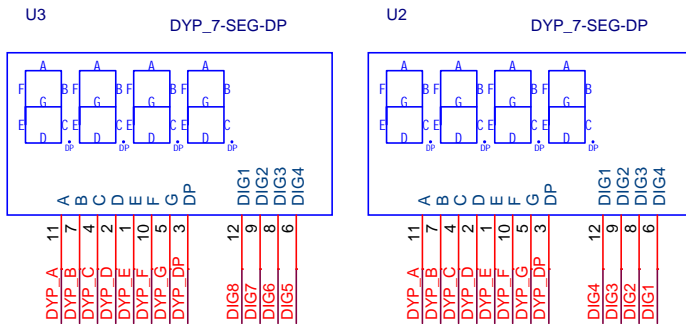 U3
DYP_7-SEG-DP
U2
DYP_7-SEG-DP
A A A A
F B F B F B F B
G G G G
E C E C E C E C
D D D D
DP DP DP DP
A A A A
F B F B F B F B
G G G G
E C E C E C E C
D D D D
DP DP DP DP
A B C D E F G DP DIG1 DIG2 DIG3 DIG4
11 7 4 2 1 10 5 3 12 9 8 6
DYP_A DYP_B DYP_C DYP_D DYP_E DYP_F DYP_G DYP_DP DIG8 DIG7 DIG6 DIG5
A B C D E F G DP DIG1 DIG2 DIG3 DIG4
11 7 4 2 1 10 5 3 12 9 8 6
DYP_A DYP_B DYP_C DYP_D DYP_E DYP_F DYP_G DYP_DP DIG4 DIG3 DIG2 DIG1